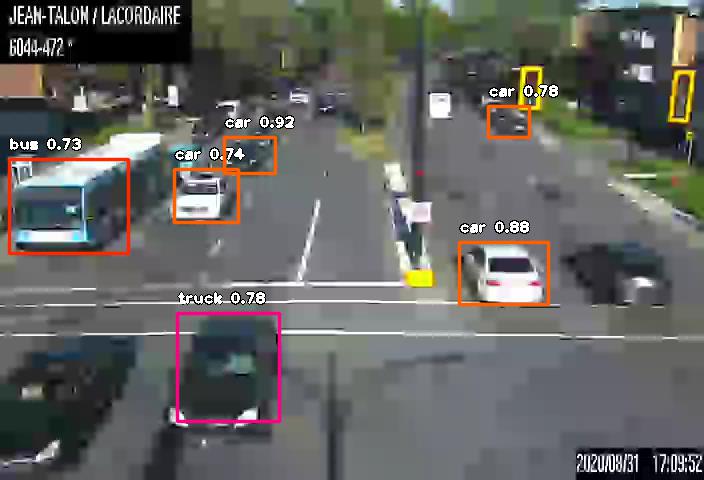 JEAN-TALON / LACORDAIRE
6044-472 *
car 0.78
car 0.92
bus 0.73
car 0.74
car 0.88
truck 0.78
2020/08/31 17:09:52